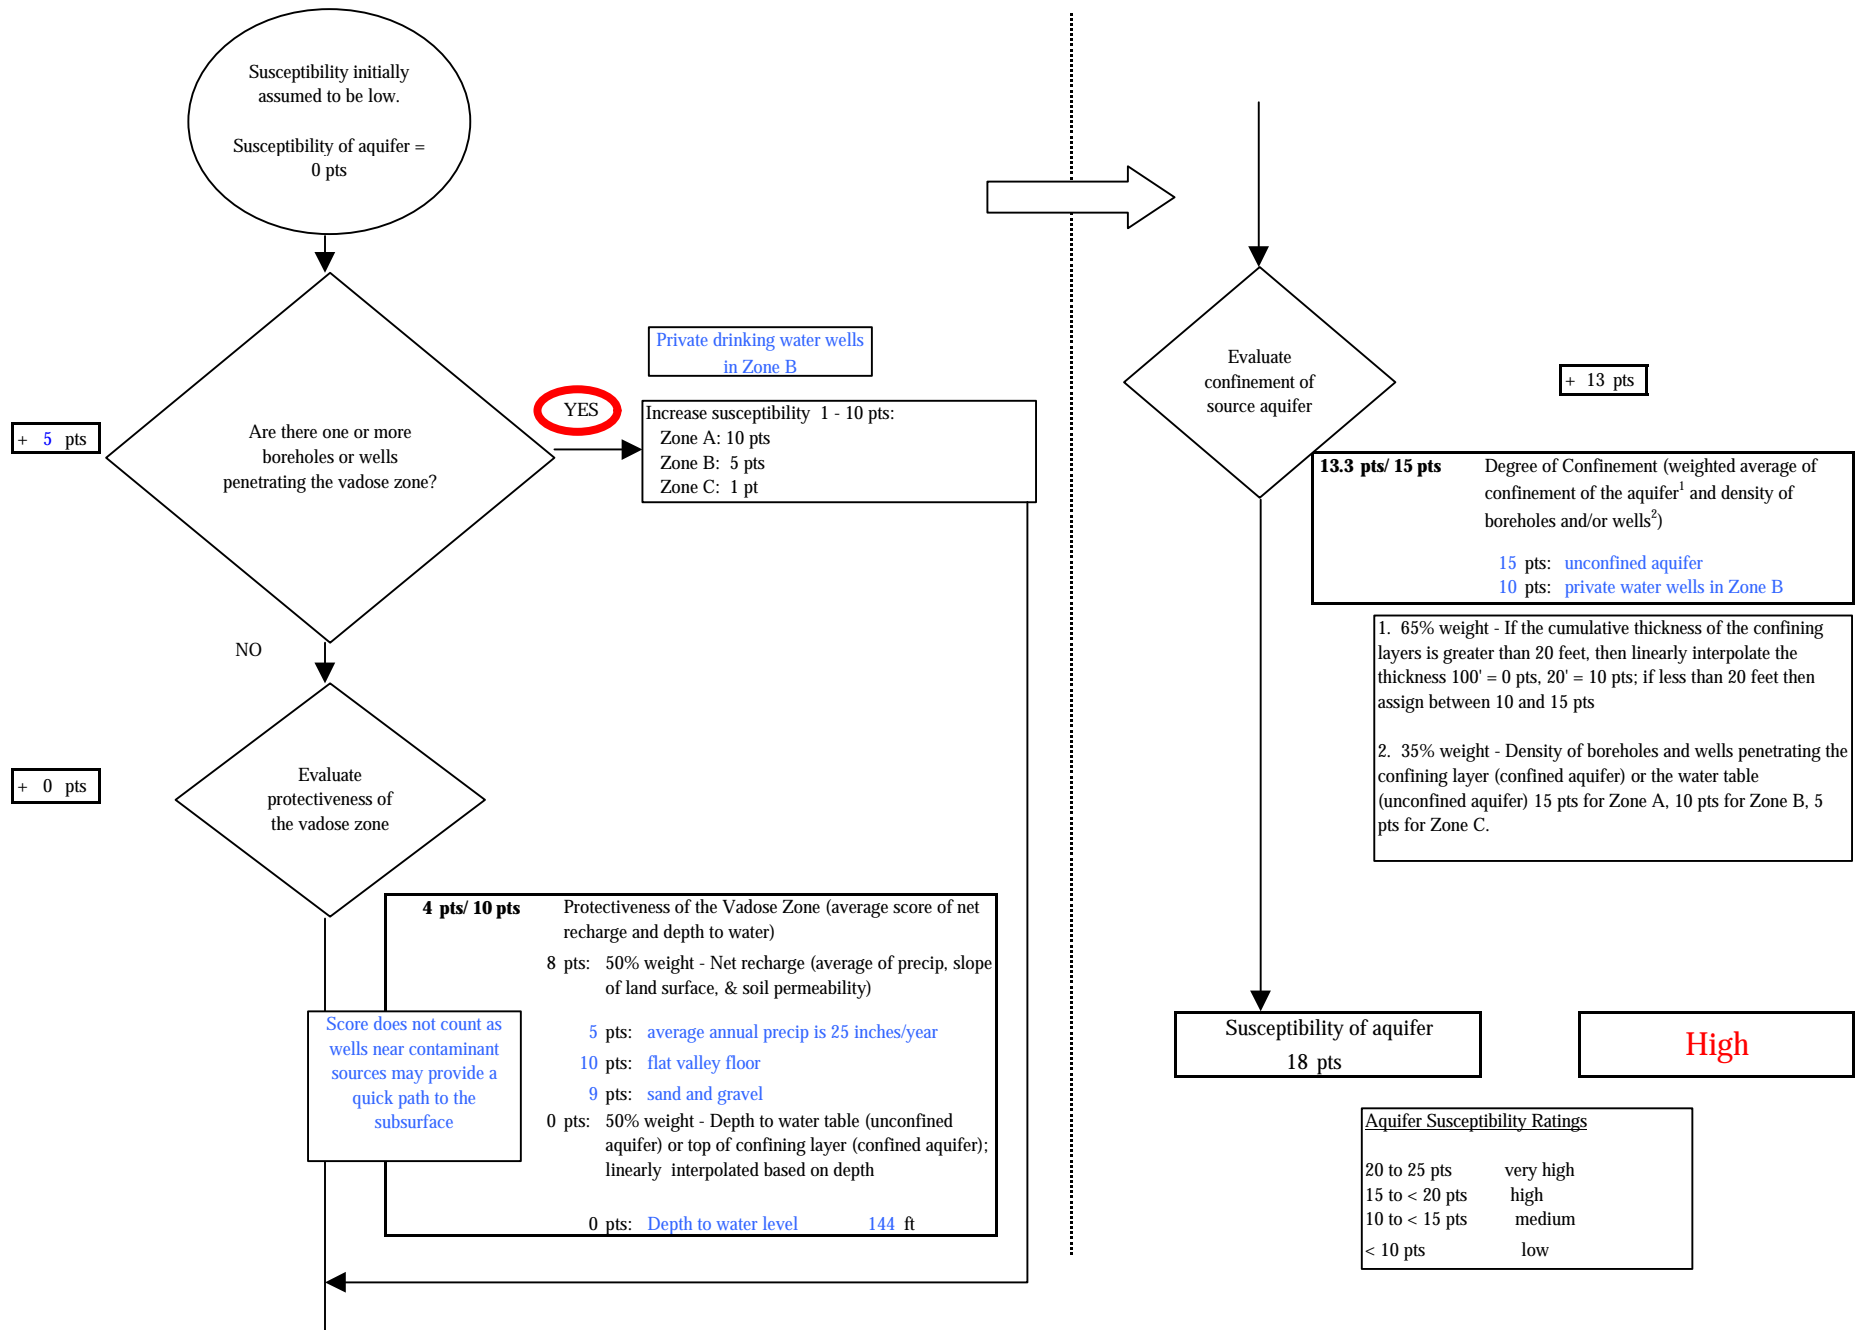 Susceptibility initially
assumed to be low.
Susceptibility of aquifer =
0 pts
+ 5 pts
Are there one or more
boreholes or wells
penetrating the vadose zone?
YES
Private drinking water wells
in Zone B
Increase susceptibility 1 - 10 pts:
Zone A: 10 pts
Zone B: 5 pts
Zone C: 1 pt
NO
+ 0 pts
Evaluate
protectiveness of
the vadose zone
4 pts/ 10 pts Protectiveness of the Vadose Zone (average score of net
recharge and depth to water)
8 pts: 50% weight - Net recharge (average of precip, slope
of land surface, & soil permeability)
5 pts: average annual precip is 25 inches/year
10 pts: flat valley floor
9 pts: sand and gravel
0 pts: 50% weight - Depth to water table (unconfined
aquifer) or top of confining layer (confined aquifer);
linearly interpolated based on depth
0 pts: Depth to water level 144 ft
Score does not count as
wells near contaminant
sources may provide a
quick path to the
subsurface
Evaluate
confinement of
source aquifer
+ 13 pts
13.3 pts/ 15 pts Degree of Confinement (weighted average of
confinement of the aquifer1 and density of
boreholes and/or wells2)
15 pts: unconfined aquifer
10 pts: private water wells in Zone B
1. 65% weight - If the cumulative thickness of the confining
layers is greater than 20 feet, then linearly interpolate the
thickness 100' = 0 pts, 20' = 10 pts; if less than 20 feet then
assign between 10 and 15 pts
2. 35% weight - Density of boreholes and wells penetrating the
confining layer (confined aquifer) or the water table
(unconfined aquifer) 15 pts for Zone A, 10 pts for Zone B, 5
pts for Zone C.
Susceptibility of aquifer
18 pts
High
Aquifer Susceptibility Ratings
20 to 25 pts very high
15 to < 20 pts high
10 to < 15 pts medium
< 10 pts low